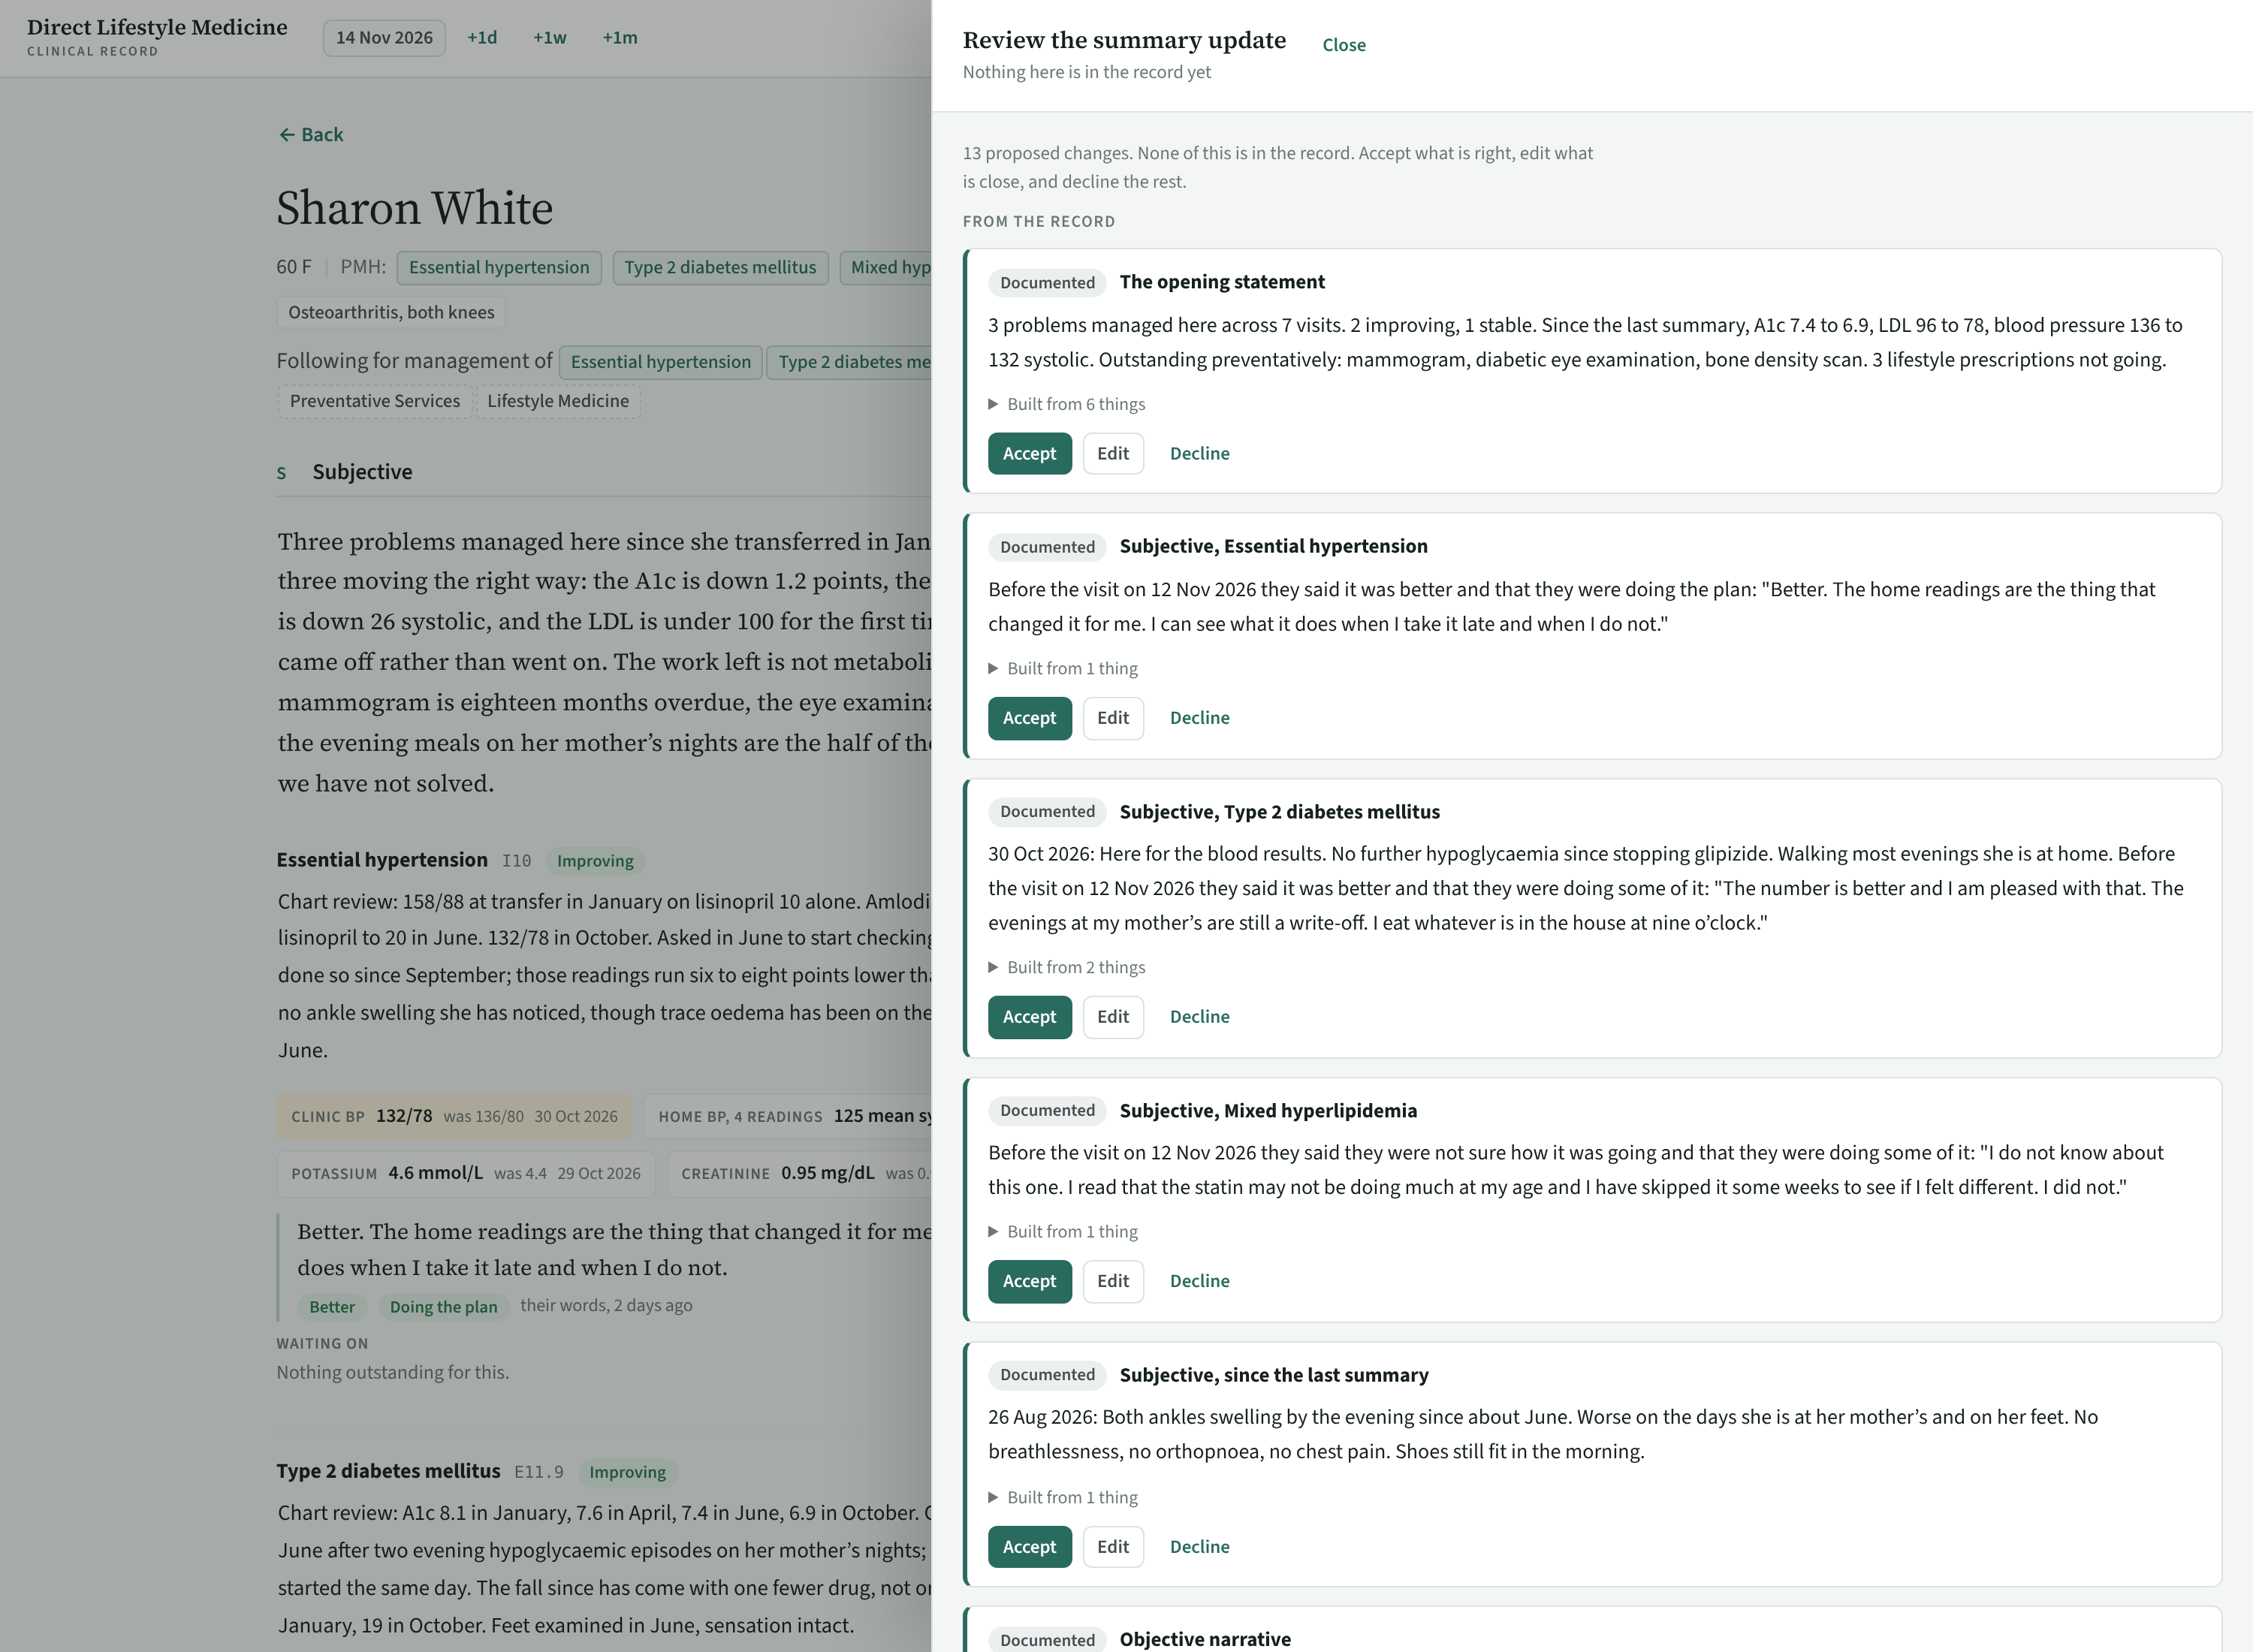 Direct Lifestyle Medicine
CLINICAL RECORD
14 Nov 2026 +1d +1w +1m
← Back
Sharon White
60 F PMH: Essential hypertension Type 2 diabetes mellitus Mixed
Osteoarthritis, both knees
Following for management of Essential hypertension Type 2 diabetes
Preventative Services Lifestyle Medicine
S Subjective
Three problems managed here since she transferred in
three moving the right way: the A1c is down 1.2 points, the
is down 26 systolic, and the LDL is under 100 for the first
came off rather than went on. The work left is not
mammogram is eighteen months overdue, the eye
the evening meals on her mother’s nights are the half of
we have not solved.
Essential hypertension I10 Improving
Chart review: 158/88 at transfer in January on lisinopril 10 alone.
lisinopril to 20 in June. 132/78 in October. Asked in June to start checking
done so since September; those readings run six to eight points lower
no ankle swelling she has noticed, though trace oedema has been on the
June.
CLINIC BP 132/78 was 136/80 30 Oct 2026 HOME BP, 4 READINGS 125 mean
POTASSIUM 4.6 mmol/L was 4.4 29 Oct 2026 CREATININE 0.95 mg/dL was
Better. The home readings are the thing that changed it for
does when I take it late and when I do not.
Better Doing the plan their words, 2 days ago
WAITING ON
Nothing outstanding for this.
Type 2 diabetes mellitus E11.9 Improving
Chart review: A1c 8.1 in January, 7.6 in April, 7.4 in June, 6.9 in October.
June after two evening hypoglycaemic episodes on her mother’s nights;
started the same day. The fall since has come with one fewer drug, not
January, 19 in October. Feet examined in June, sensation intact.
Review the summary update Close
Nothing here is in the record yet
13 proposed changes. None of this is in the record. Accept what is right, edit what
is close, and decline the rest.
FROM THE RECORD
Documented The opening statement
3 problems managed here across 7 visits. 2 improving, 1 stable. Since the last summary, A1c 7.4 to 6.9, LDL 96 to 78, blood pressure 136 to
132 systolic. Outstanding preventatively: mammogram, diabetic eye examination, bone density scan. 3 lifestyle prescriptions not going.
▶ Built from 6 things
Accept Edit Decline
Documented Subjective, Essential hypertension
Before the visit on 12 Nov 2026 they said it was better and that they were doing the plan: "Better. The home readings are the thing that
changed it for me. I can see what it does when I take it late and when I do not."
▶ Built from 1 thing
Accept Edit Decline
Documented Subjective, Type 2 diabetes mellitus
30 Oct 2026: Here for the blood results. No further hypoglycaemia since stopping glipizide. Walking most evenings she is at home. Before
the visit on 12 Nov 2026 they said it was better and that they were doing some of it: "The number is better and I am pleased with that. The
evenings at my mother’s are still a write-off. I eat whatever is in the house at nine o’clock."
▶ Built from 2 things
Accept Edit Decline
Documented Subjective, Mixed hyperlipidemia
Before the visit on 12 Nov 2026 they said they were not sure how it was going and that they were doing some of it: "I do not know about
this one. I read that the statin may not be doing much at my age and I have skipped it some weeks to see if I felt different. I did not."
▶ Built from 1 thing
Accept Edit Decline
Documented Subjective, since the last summary
26 Aug 2026: Both ankles swelling by the evening since about June. Worse on the days she is at her mother’s and on her feet. No
breathlessness, no orthopnoea, no chest pain. Shoes still fit in the morning.
▶ Built from 1 thing
Accept Edit Decline
Documented Objective narrative